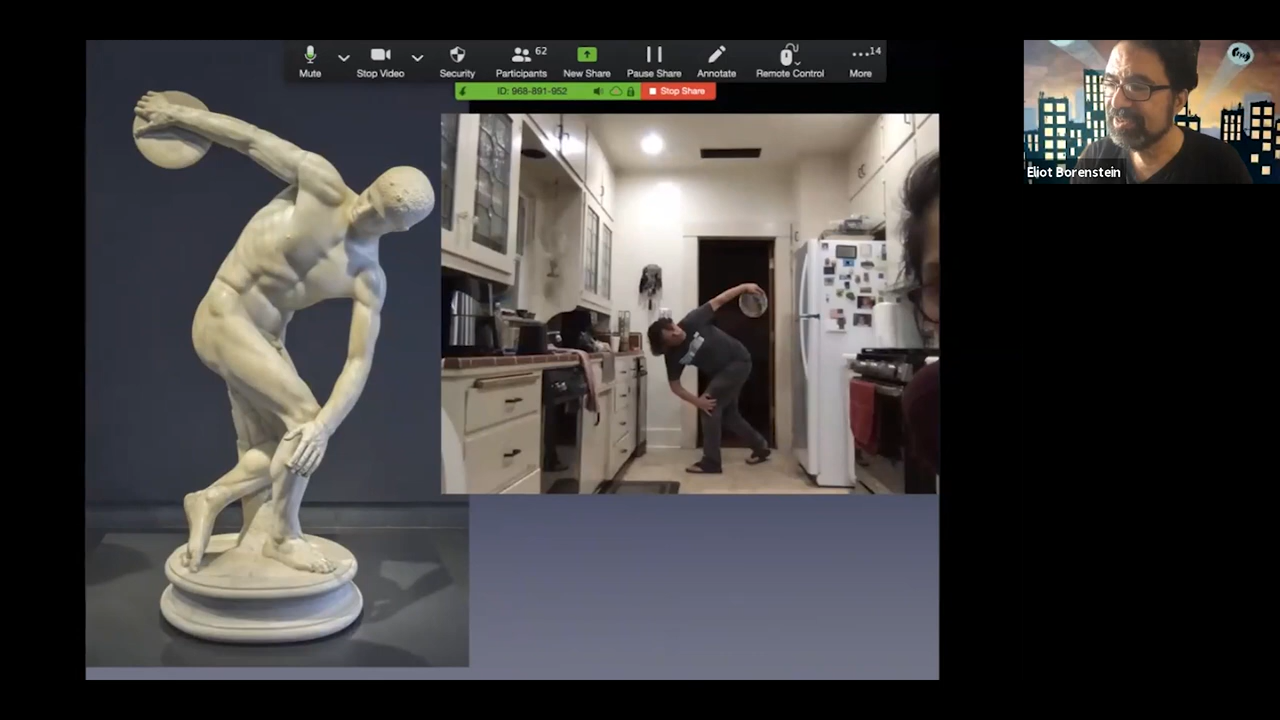 62
14
Mute
Stop Video
Security
Participants
New Share
Pause Share
Annotate
Remote Control
More
ID: 968-891-952
Stop Share
Eliot Borenstein